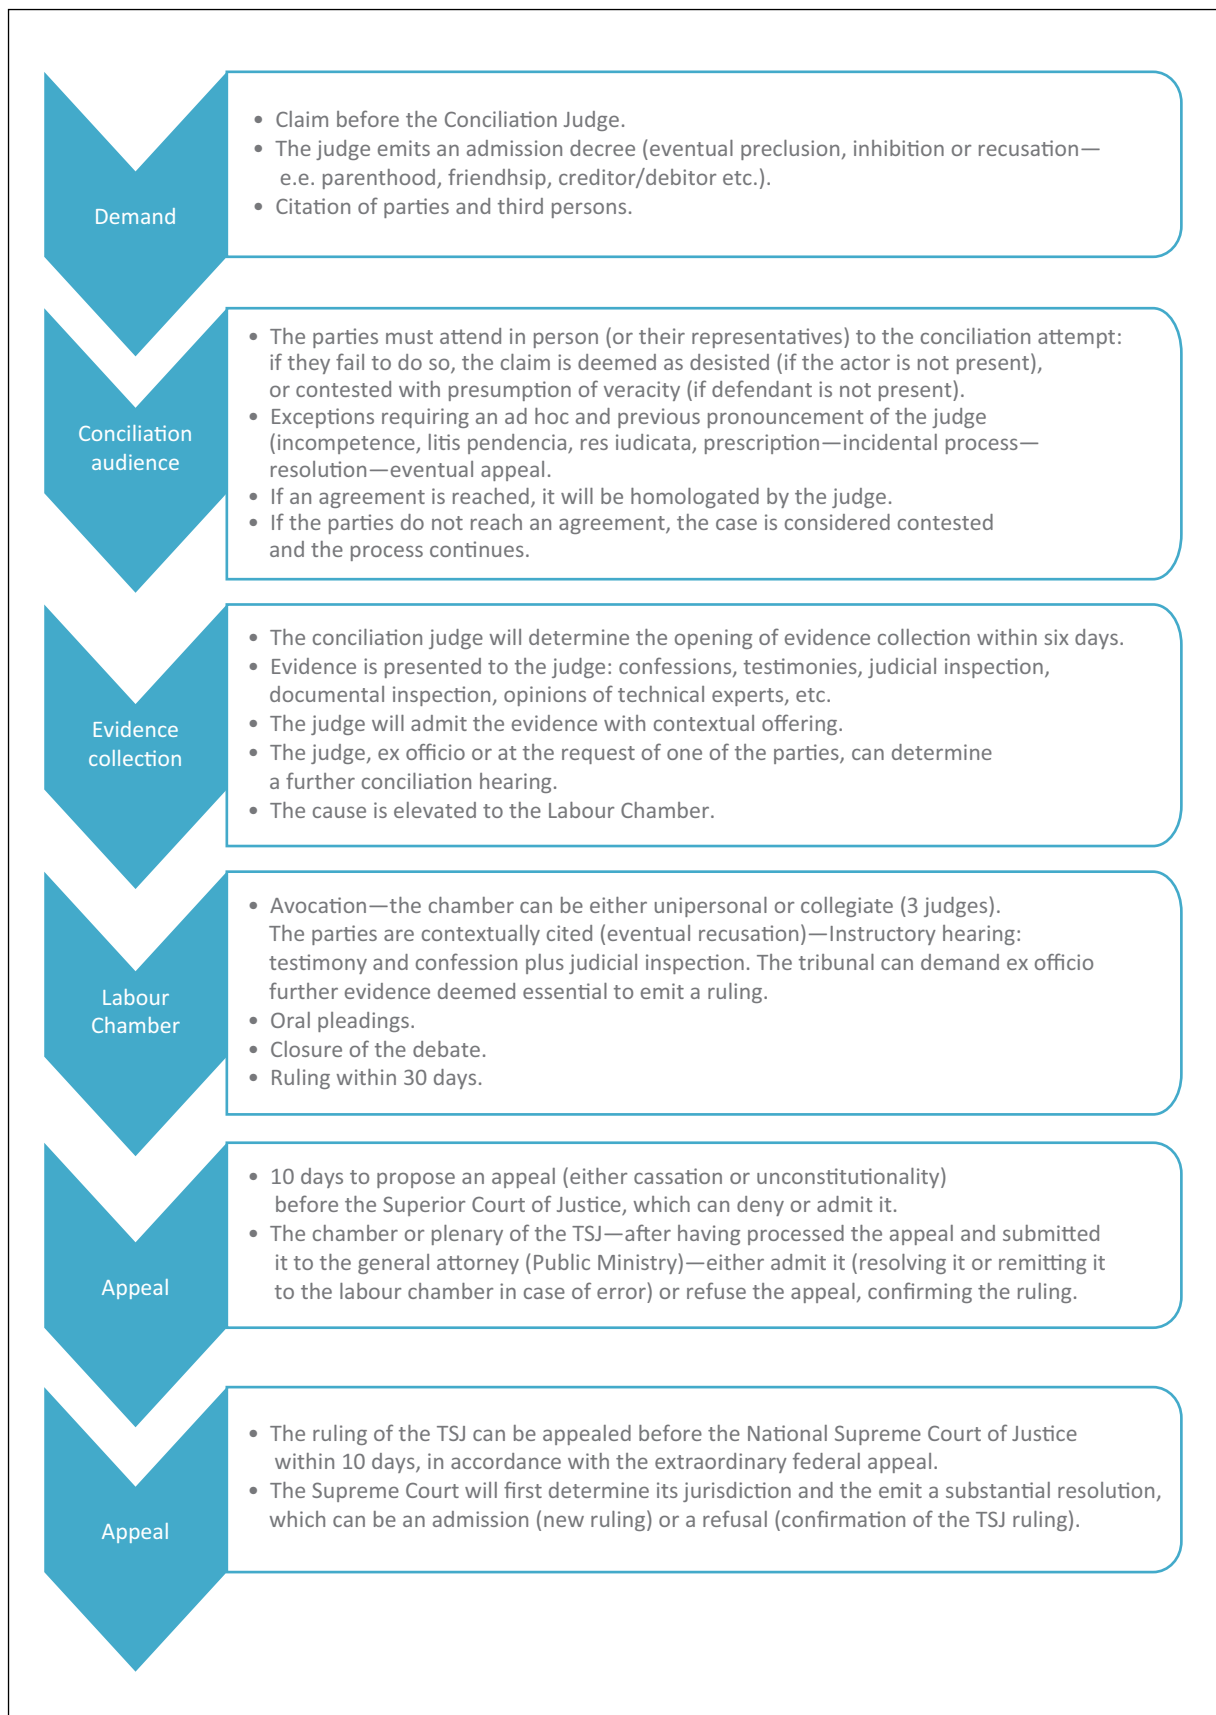 Demand
• Claim before the Conciliation Judge.
• The judge emits an admission decree (eventual preclusion, inhibition or recusation—
e.e. parenthood, friendhsip, creditor/debitor etc.).
• Citation of parties and third persons.
Conciliation
audience
• The parties must attend in person (or their representatives) to the conciliation attempt:
if they fail to do so, the claim is deemed as desisted (if the actor is not present),
or contested with presumption of veracity (if defendant is not present).
• Exceptions requiring an ad hoc and previous pronouncement of the judge
(incompetence, litis pendencia, res iudicata, prescription—incidental process—
resolution—eventual appeal.
• If an agreement is reached, it will be homologated by the judge.
• If the parties do not reach an agreement, the case is considered contested
and the process continues.
Evidence
collection
• The conciliation judge will determine the opening of evidence collection within six days.
• Evidence is presented to the judge: confessions, testimonies, judicial inspection,
documental inspection, opinions of technical experts, etc.
• The judge will admit the evidence with contextual offering.
• The judge, ex officio or at the request of one of the parties, can determine
a further conciliation hearing.
• The cause is elevated to the Labour Chamber.
Labour
Chamber
• Avocation—the chamber can be either unipersonal or collegiate (3 judges).
The parties are contextually cited (eventual recusation)—Instructory hearing:
testimony and confession plus judicial inspection. The tribunal can demand ex officio
further evidence deemed essential to emit a ruling.
• Oral pleadings.
• Closure of the debate.
• Ruling within 30 days.
Appeal
• 10 days to propose an appeal (either cassation or unconstitutionality)
before the Superior Court of Justice, which can deny or admit it.
• The chamber or plenary of the TSJ—after having processed the appeal and submitted
it to the general attorney (Public Ministry)—either admit it (resolving it or remitting it
to the labour chamber in case of error) or refuse the appeal, confirming the ruling.
Appeal
• The ruling of the TSJ can be appealed before the National Supreme Court of Justice
within 10 days, in accordance with the extraordinary federal appeal.
• The Supreme Court will first determine its jurisdiction and the emit a substantial resolution,
which can be an admission (new ruling) or a refusal (confirmation of the TSJ ruling).